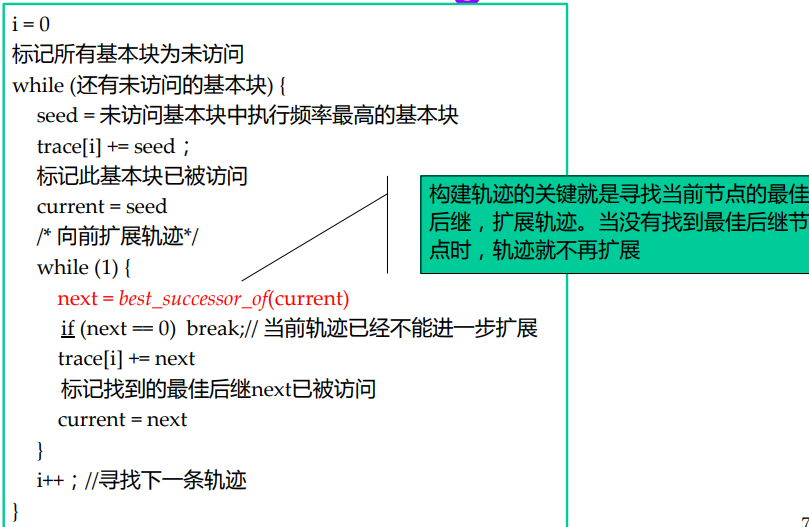 i = 0
标记所有基本块为未访问
while (还有未访问的基本块) {
seed = 未访问基本块中执行频率最高的基本块
trace[i] += seed；
标记此基本块已被访问
current = seed
/* 向前扩展轨迹*/
while (1) {
next = best_successor_of(current)
if (next == 0) break;// 当前轨迹已经不能进一步扩展
trace[i] += next
标记找到的最佳后继next已被访问
current = next
}
i++；//寻找下一条轨迹
}
构建轨迹的关键就是寻找当前节点的最佳
后继，扩展轨迹。当没有找到最佳后继节
点时，轨迹就不再扩展
7